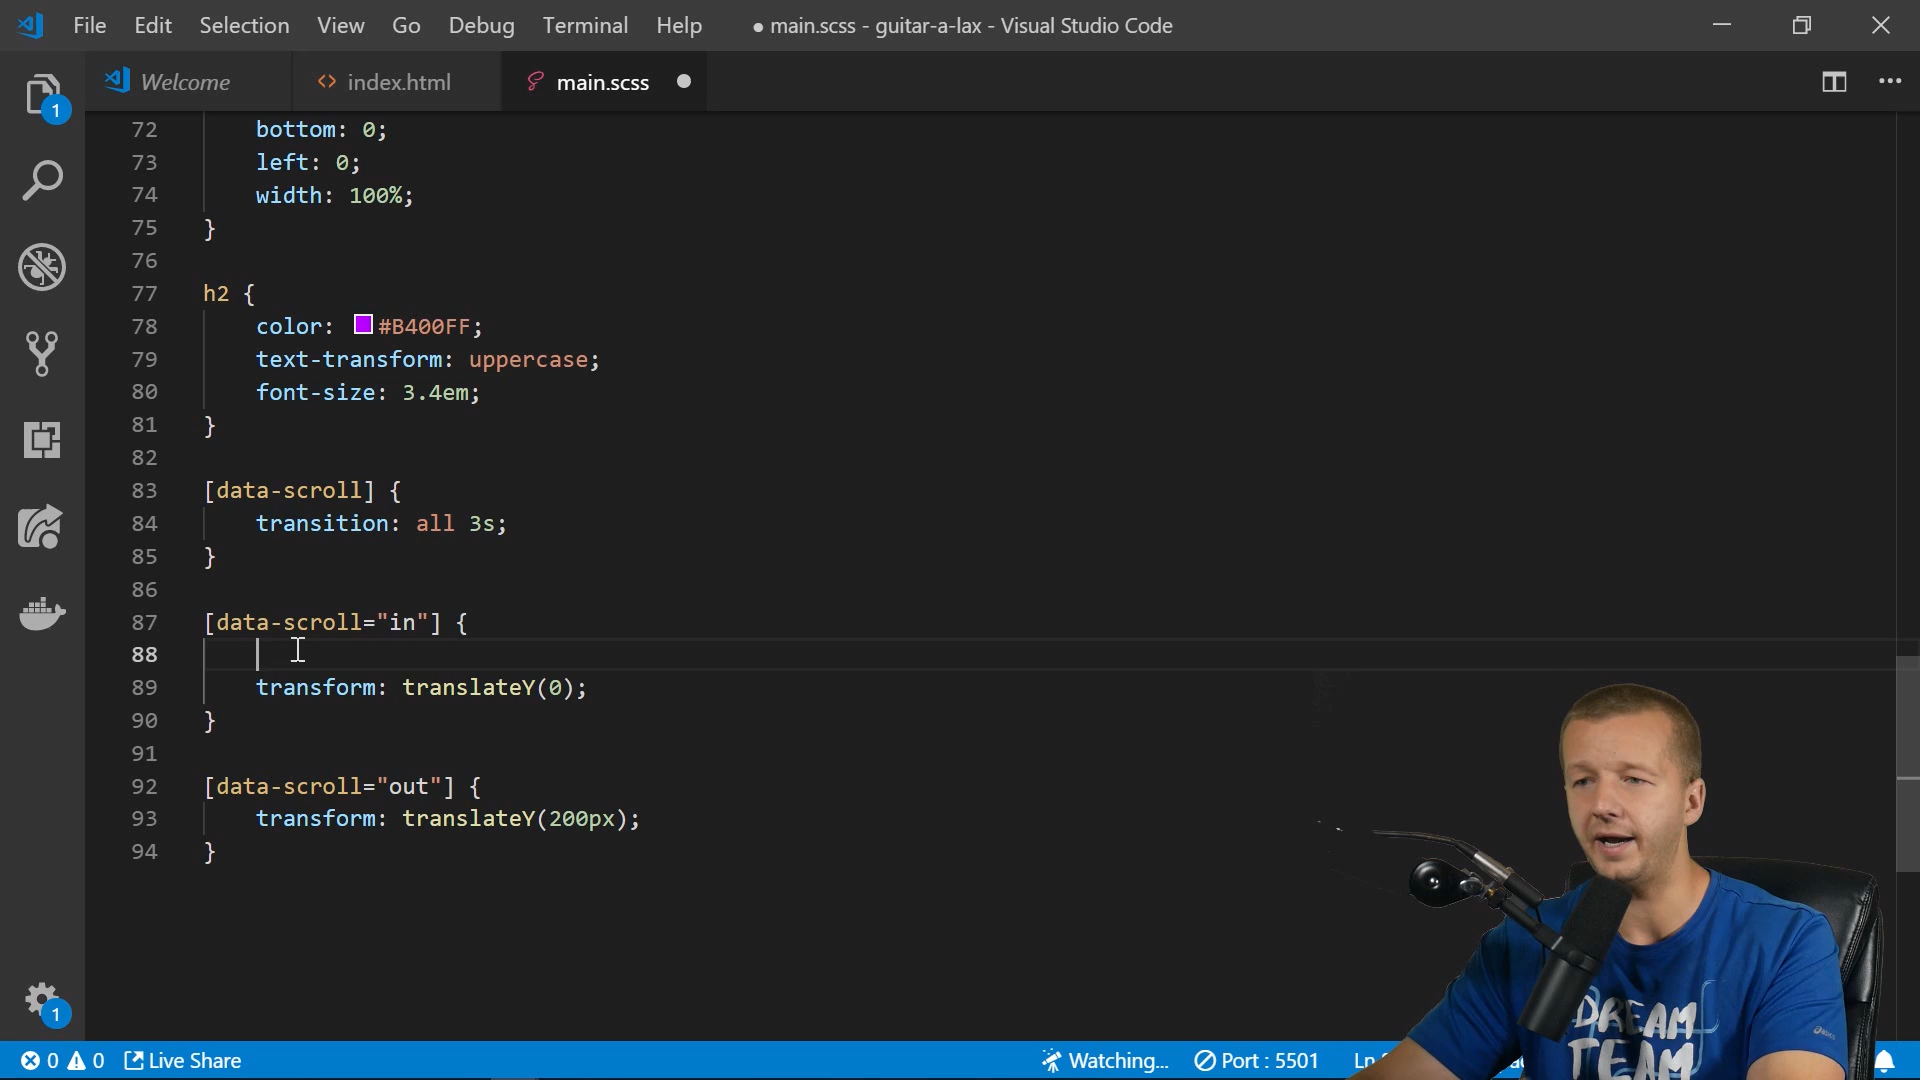 File Edit Selection View Go Debug Terminal Help ● main.scss - guitar-a-lax - Visual Studio Code
Welcome <> index.html main.scss
1
72 bottom: 0;
73 left: 0;
74 width: 100%;
75 }
76
77 h2 {
78 color: #B400FF;
79 text-transform: uppercase;
80 font-size: 3.4em;
81 }
82
83 [data-scroll] {
84 transition: all 3s;
85 }
86
87 [data-scroll="in"] {
88
89 transform: translateY(0);
90 }
91
92 [data-scroll="out"] {
93 transform: translateY(200px);
94 }
1
DREAM
TEAM
0 0 Live Share Watching... Port : 5501